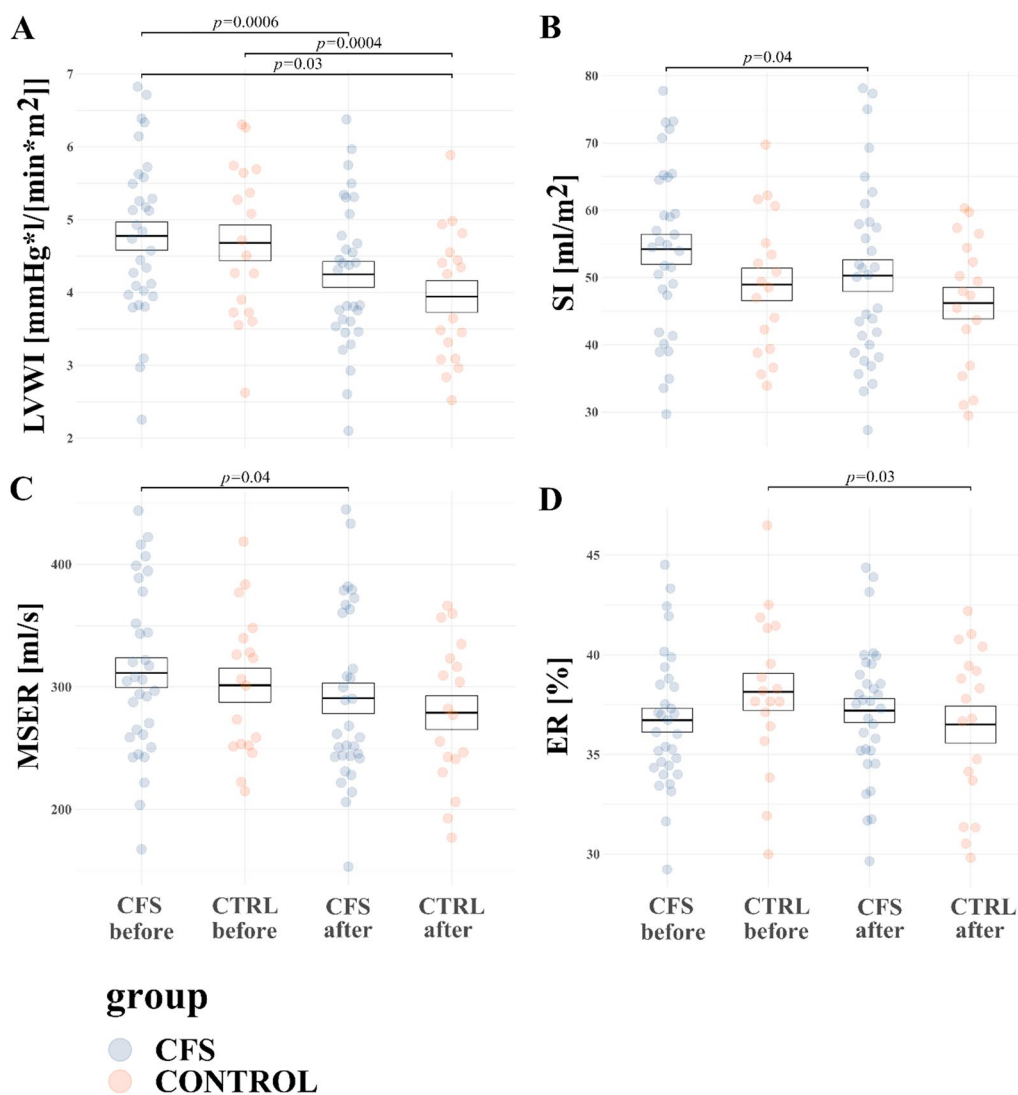 A
p=0.0006
p=0.0004
p=0.03
LVWI [mmHg*l/[min*m²]]
7
6
5
4
3
2
B
p=0.04
SI [ml/m²]
80
70
60
50
40
30
C
p=0.04
MSER [ml/s]
400
300
200
CFS before
CTRL before
CFS after
CTRL after
D
p=0.03
ER [%]
45
40
35
30
CFS before
CTRL before
CFS after
CTRL after
group
CFS
CONTROL